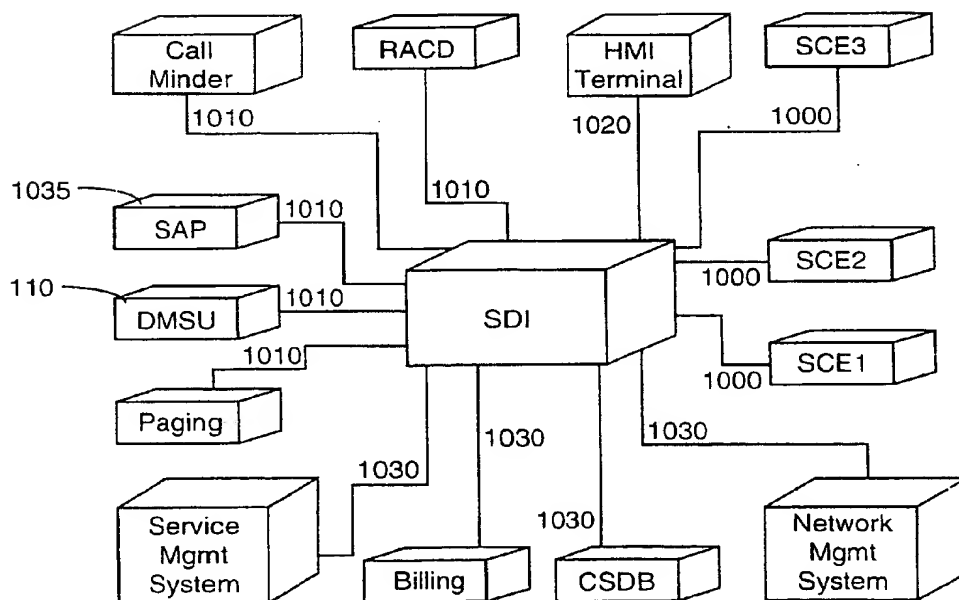 Call
Minder
RACD
HMI
Terminal
SCE3
1010
1020
1000
1035
SAP
1010
1010
SCE2
1000
110
DMSU
1010
SDI
1010
Paging
SCE1
1000
1030
1030
1030
1030
Service
Mgmt
System
Billing
CSDB
Network
Mgmt
System